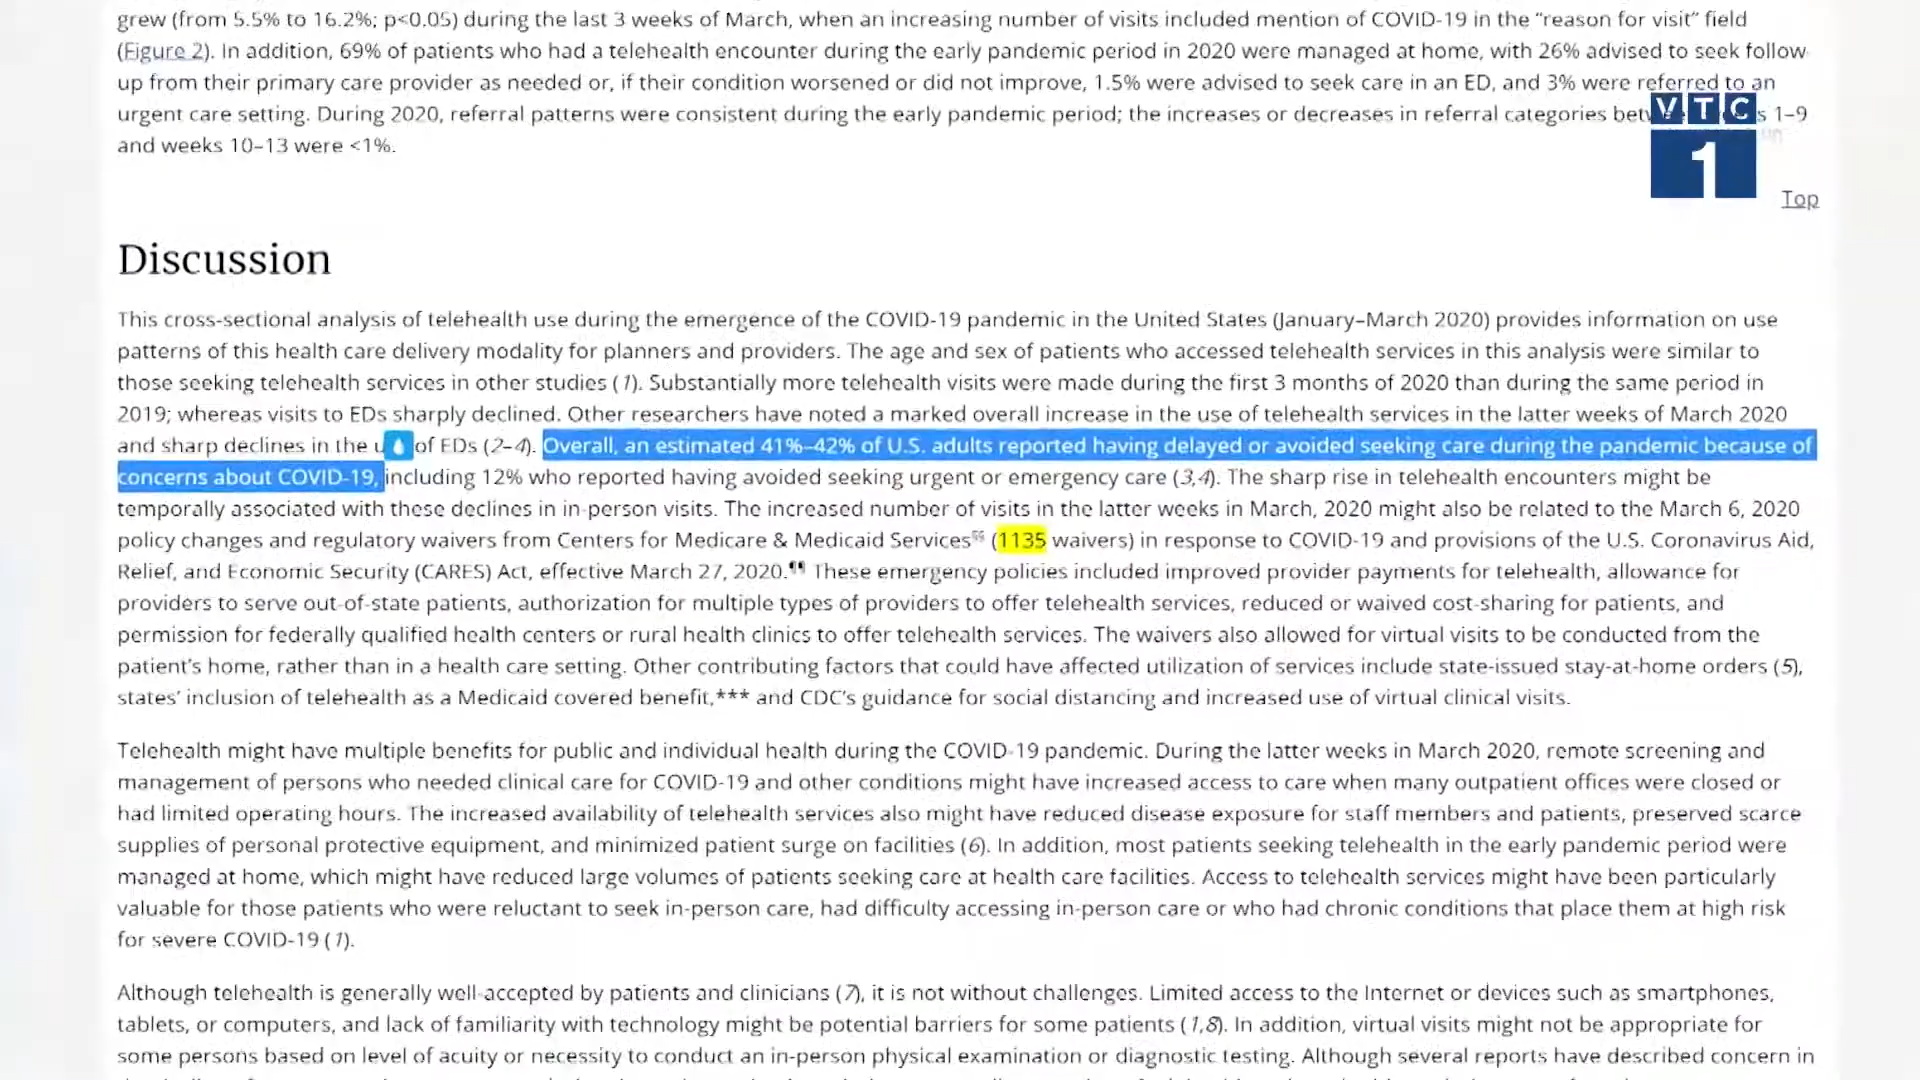 grew (from 5.5% to 16.2%; p<0.05) during the last 3 weeks of March, when an increasing number of visits included mention of COVID-19 in the “reason for visit” field
(Figure 2). In addition, 69% of patients who had a telehealth encounter during the early pandemic period in 2020 were managed at home, with 26% advised to seek follow
up from their primary care provider as needed or, if their condition worsened or did not improve, 1.5% were advised to seek care in an ED, and 3% were referred to an
urgent care setting. During 2020, referral patterns were consistent during the early pandemic period; the increases or decreases in referral categories 1–9
and weeks 10–13 were <1%.
VTC
1
Top
Discussion
This cross-sectional analysis of telehealth use during the emergence of the COVID-19 pandemic in the United States (January–March 2020) provides information on use
patterns of this health care delivery modality for planners and providers. The age and sex of patients who accessed telehealth services in this analysis were similar to
those seeking telehealth services in other studies (1). Substantially more telehealth visits were made during the first 3 months of 2020 than during the same period in
2019; whereas visits to EDs sharply declined. Other researchers have noted a marked overall increase in the use of telehealth services in the latter weeks of March 2020
and sharp declines in the of EDs (2–4). Overall, an estimated 41%–42% of U.S. adults reported having delayed or avoided seeking care during the pandemic because of
concerns about COVID-19, including 12% who reported having avoided seeking urgent or emergency care (3,4). The sharp rise in telehealth encounters might be
temporally associated with these declines in in-person visits. The increased number of visits in the latter weeks in March, 2020 might also be related to the March 6, 2020
policy changes and regulatory waivers from Centers for Medicare & Medicaid Services§§ (1135 waivers) in response to COVID-19 and provisions of the U.S. Coronavirus Aid,
Relief, and Economic Security (CARES) Act, effective March 27, 2020.¶¶ These emergency policies included improved provider payments for telehealth, allowance for
providers to serve out-of-state patients, authorization for multiple types of providers to offer telehealth services, reduced or waived cost-sharing for patients, and
permission for federally qualified health centers or rural health clinics to offer telehealth services. The waivers also allowed for virtual visits to be conducted from the
patient’s home, rather than in a health care setting. Other contributing factors that could have affected utilization of services include state-issued stay-at-home orders (5),
states’ inclusion of telehealth as a Medicaid covered benefit,*** and CDC’s guidance for social distancing and increased use of virtual clinical visits.
Telehealth might have multiple benefits for public and individual health during the COVID-19 pandemic. During the latter weeks in March 2020, remote screening and
management of persons who needed clinical care for COVID-19 and other conditions might have increased access to care when many outpatient offices were closed or
had limited operating hours. The increased availability of telehealth services also might have reduced disease exposure for staff members and patients, preserved scarce
supplies of personal protective equipment, and minimized patient surge on facilities (6). In addition, most patients seeking telehealth in the early pandemic period were
managed at home, which might have reduced large volumes of patients seeking care at health care facilities. Access to telehealth services might have been particularly
valuable for those patients who were reluctant to seek in-person care, had difficulty accessing in-person care or who had chronic conditions that place them at high risk
for severe COVID-19 (1).
Although telehealth is generally well-accepted by patients and clinicians (7), it is not without challenges. Limited access to the Internet or devices such as smartphones,
tablets, or computers, and lack of familiarity with technology might be potential barriers for some patients (1,8). In addition, virtual visits might not be appropriate for
some persons based on level of acuity or necessity to conduct an in-person physical examination or diagnostic testing. Although several reports have described concern in